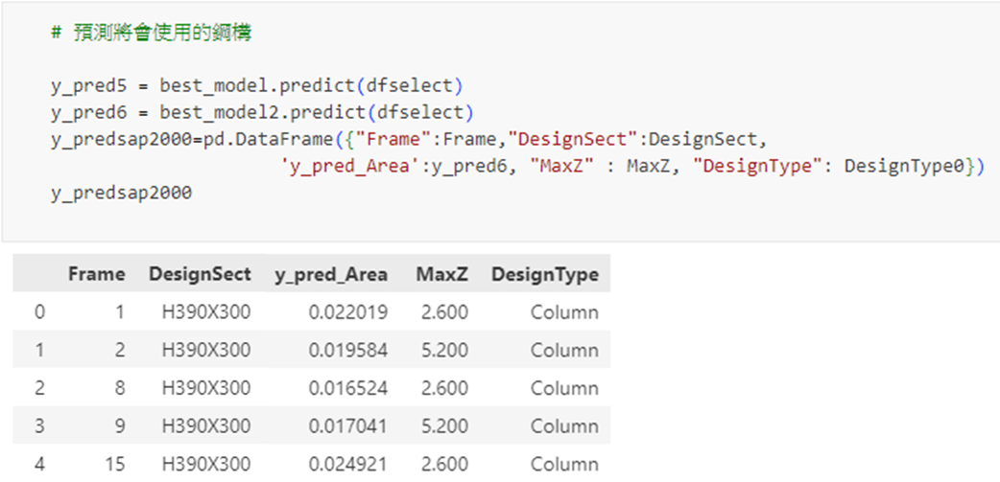 # 預測將會使用的鋼構
y_pred5 = best_model.predict(dfselect)
y_pred6 = best_model2.predict(dfselect)
y_predsap2000=pd.DataFrame({"Frame":Frame,"DesignSect":DesignSect,
'y_pred_Area':y_pred6, "MaxZ" : MaxZ, "DesignType": DesignType0})
y_predsap2000
Frame DesignSect y_pred_Area MaxZ DesignType
0 1 H390X300 0.022019 2.600 Column
1 2 H390X300 0.019584 5.200 Column
2 8 H390X300 0.016524 2.600 Column
3 9 H390X300 0.017041 5.200 Column
4 15 H390X300 0.024921 2.600 Column